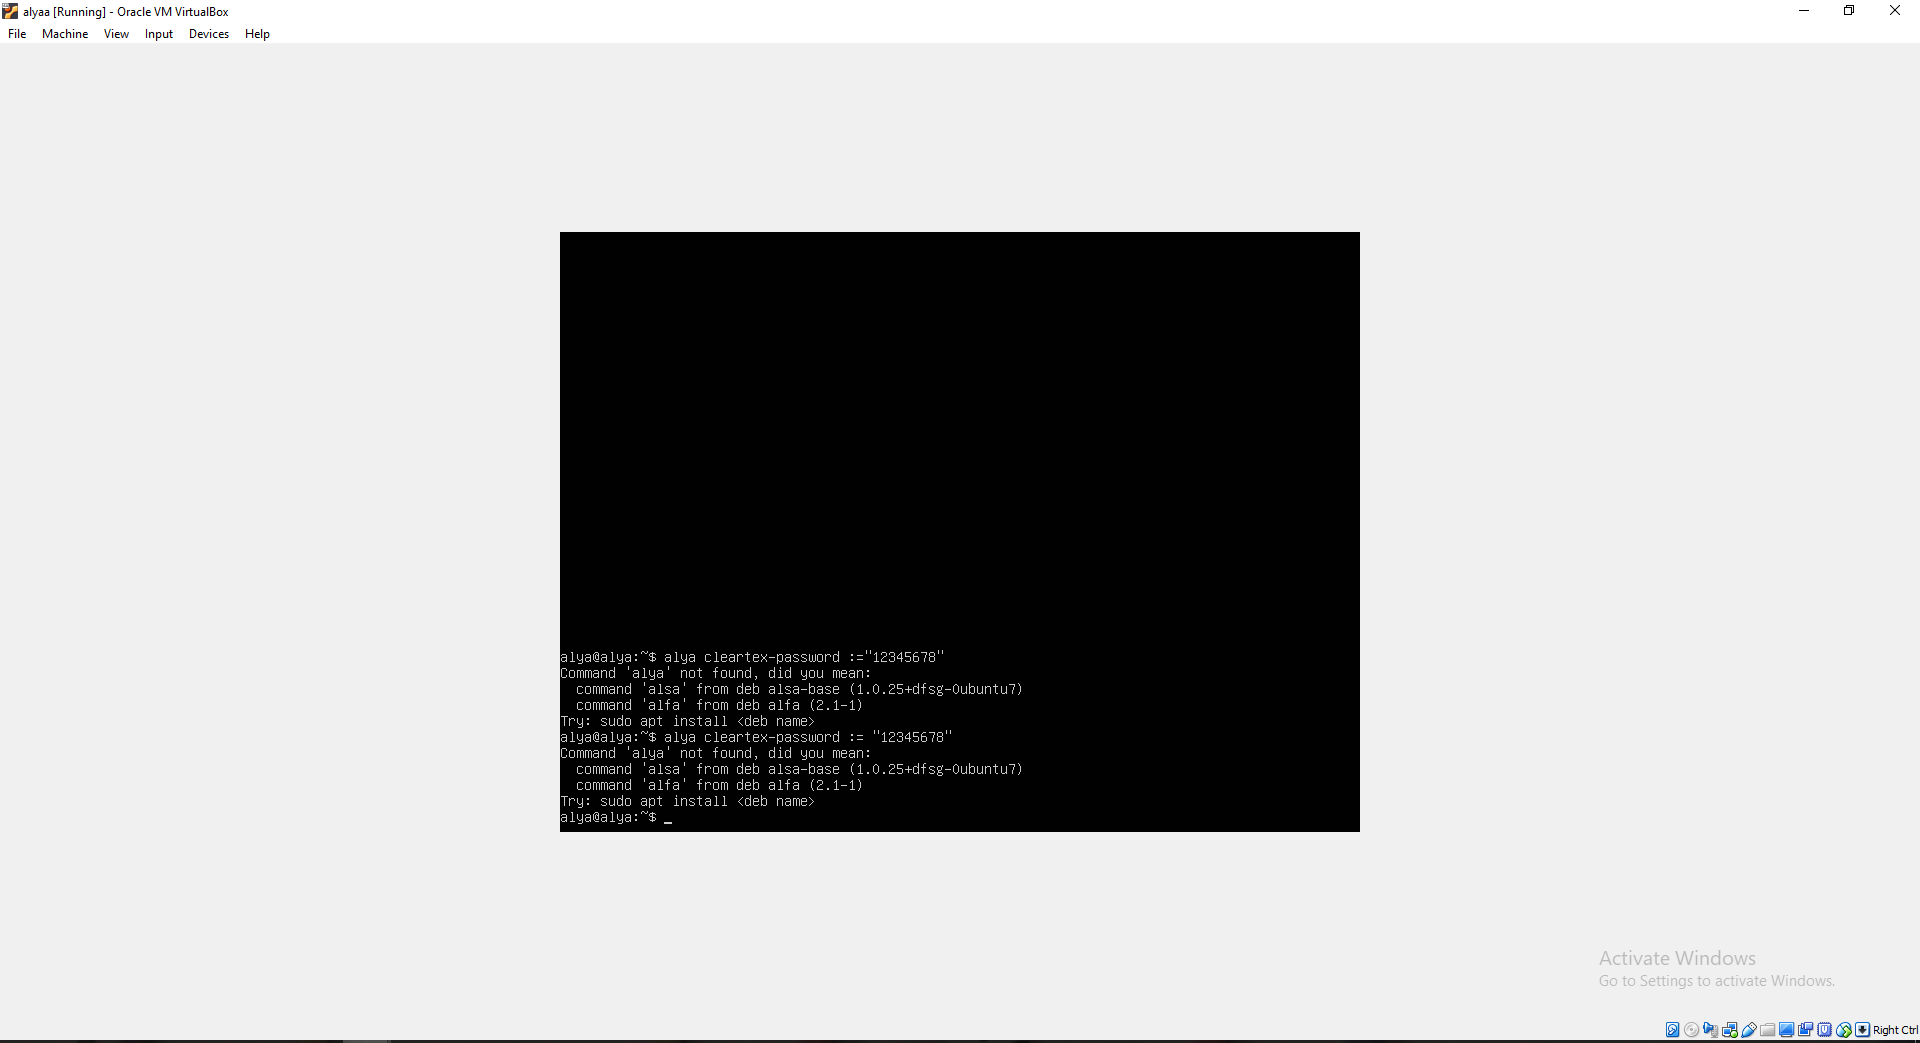 alyaa [Running] - Oracle VM VirtualBox
File Machine View Input Devices Help
alya@alya:~$ alya cleartex-password :="12345678"
Command 'alya' not found, did you mean:
command 'alsa' from deb alsa-base (1.0.25+dfsg-0ubuntu7)
command 'alfa' from deb alfa (2.1-1)
Try: sudo apt install <deb name>
alya@alya:~$ alya cleartex-password := "12345678"
Command 'alya' not found, did you mean:
command 'alsa' from deb alsa-base (1.0.25+dfsg-0ubuntu7)
command 'alfa' from deb alfa (2.1-1)
Try: sudo apt install <deb name>
alya@alya:~$ _
Activate Windows
Go to Settings to activate Windows.
Right Ctrl